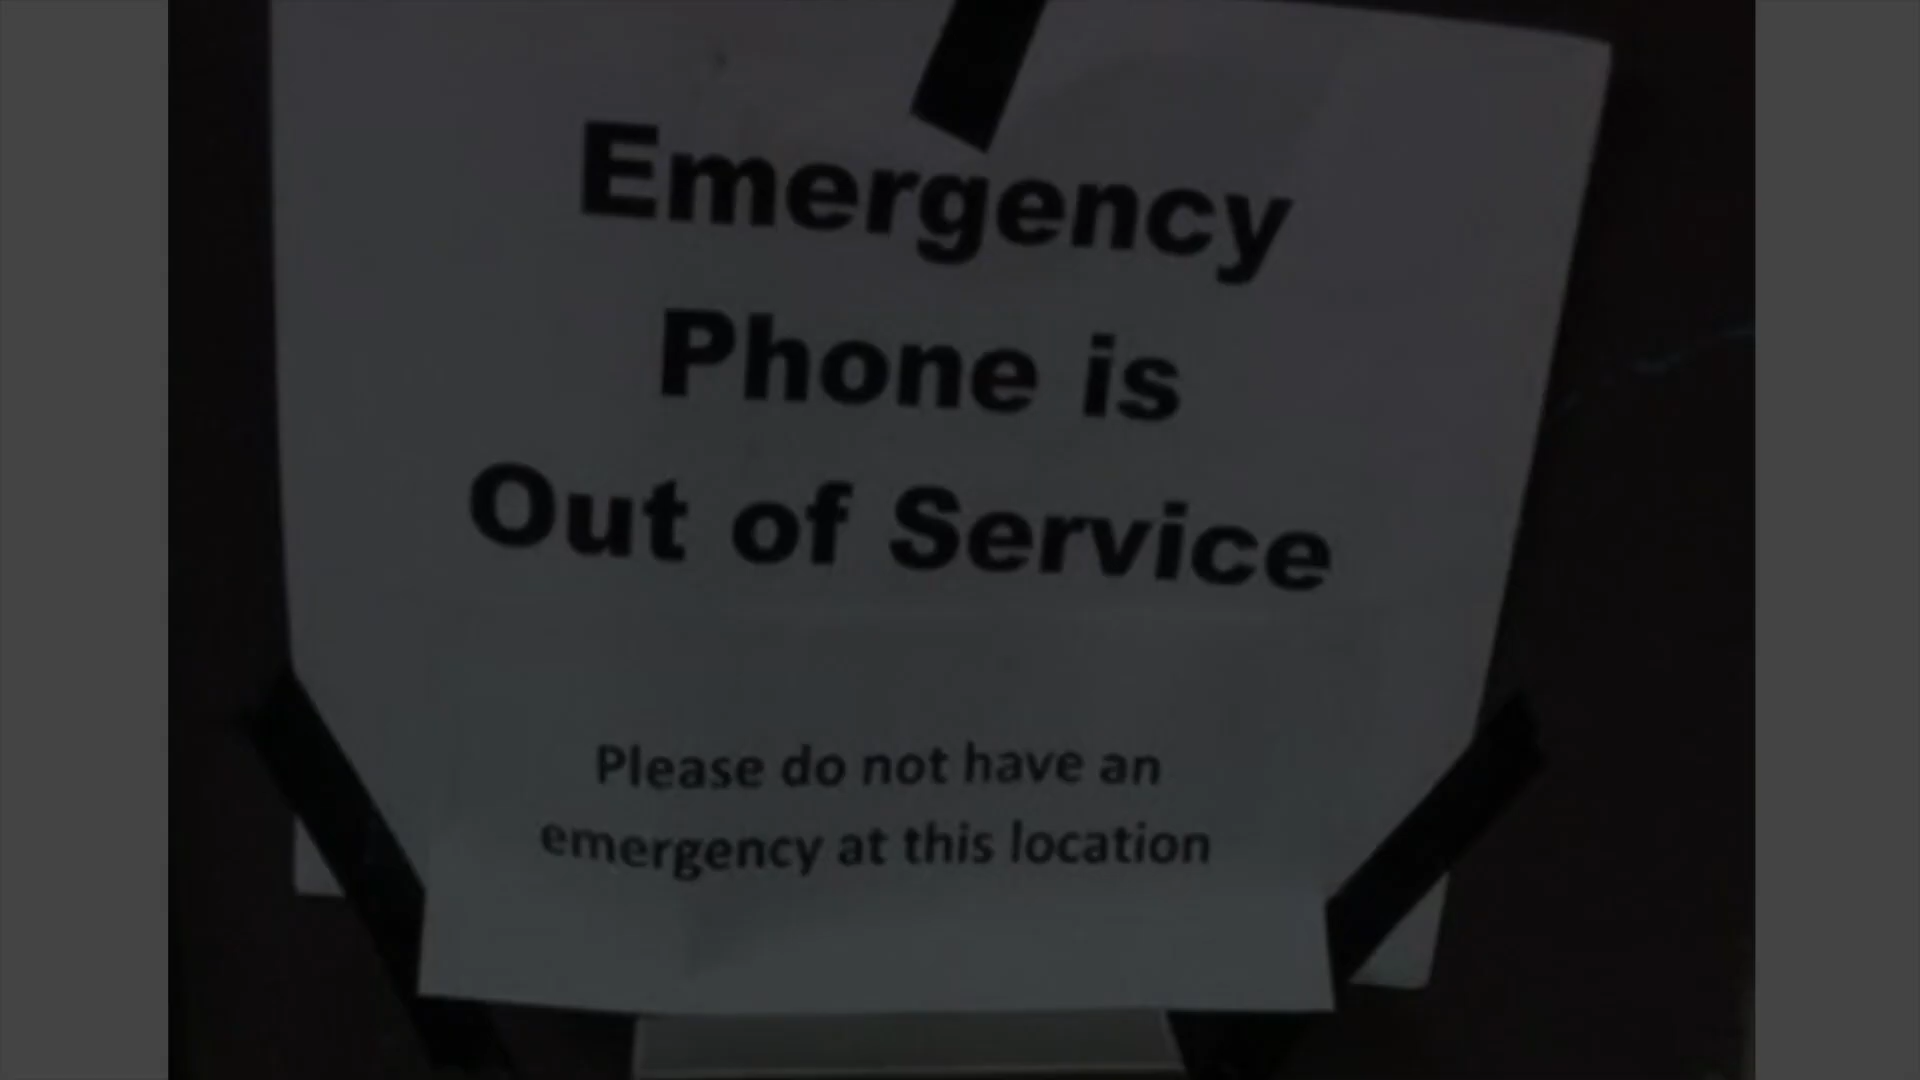 Emergency
Phone is
Out of Service
Please do not have an
emergency at this location